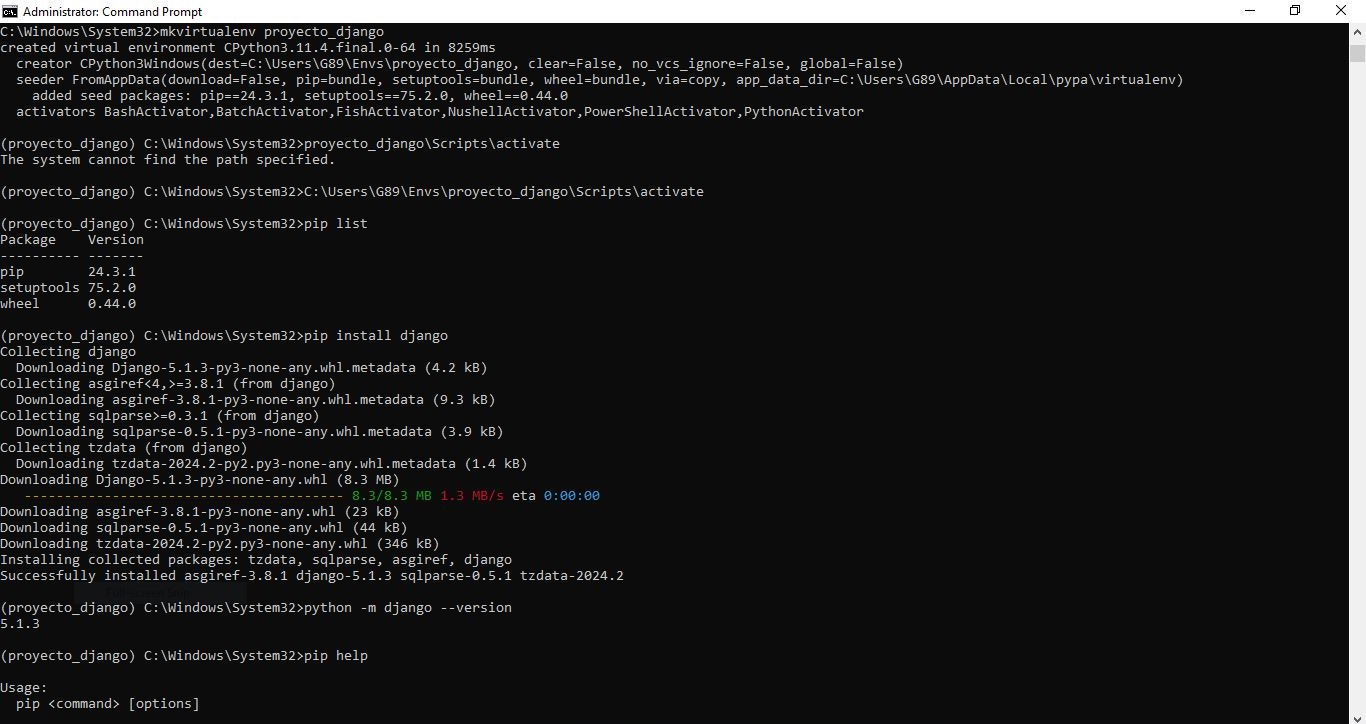 Administrator: Command Prompt
C:\Windows\System32>mkvirtualenv proyecto_django
created virtual environment CPython3.11.4.final.0-64 in 8259ms
  creator CPython3Windows(dest=C:\Users\G89\Envs\proyecto_django, clear=False, no_vcs_ignore=False, global=False)
  seeder FromAppData(download=False, pip=bundle, setuptools=bundle, wheel=bundle, via=copy, app_data_dir=C:\Users\G89\AppData\Local\pypa\virtualenv)
    added seed packages: pip==24.3.1, setuptools==75.2.0, wheel==0.44.0
  activators BashActivator,BatchActivator,FishActivator,NushellActivator,PowerShellActivator,PythonActivator

(proyecto_django) C:\Windows\System32>proyecto_django\Scripts\activate
The system cannot find the path specified.

(proyecto_django) C:\Windows\System32>C:\Users\G89\Envs\proyecto_django\Scripts\activate

(proyecto_django) C:\Windows\System32>pip list
Package    Version
---------- -------
pip        24.3.1
setuptools 75.2.0
wheel      0.44.0

(proyecto_django) C:\Windows\System32>pip install django
Collecting django
  Downloading Django-5.1.3-py3-none-any.whl.metadata (4.2 kB)
Collecting asgiref<4,>=3.8.1 (from django)
  Downloading asgiref-3.8.1-py3-none-any.whl.metadata (9.3 kB)
Collecting sqlparse>=0.3.1 (from django)
  Downloading sqlparse-0.5.1-py3-none-any.whl.metadata (3.9 kB)
Collecting tzdata (from django)
  Downloading tzdata-2024.2-py2.py3-none-any.whl.metadata (1.4 kB)
Downloading Django-5.1.3-py3-none-any.whl (8.3 MB)
   ---------------------------------------- 8.3/8.3 MB 1.3 MB/s eta 0:00:00
Downloading asgiref-3.8.1-py3-none-any.whl (23 kB)
Downloading sqlparse-0.5.1-py3-none-any.whl (44 kB)
Downloading tzdata-2024.2-py2.py3-none-any.whl (346 kB)
Installing collected packages: tzdata, sqlparse, asgiref, django
Successfully installed asgiref-3.8.1 django-5.1.3 sqlparse-0.5.1 tzdata-2024.2

(proyecto_django) C:\Windows\System32>python -m django --version
5.1.3

(proyecto_django) C:\Windows\System32>pip help

Usage:
  pip <command> [options]